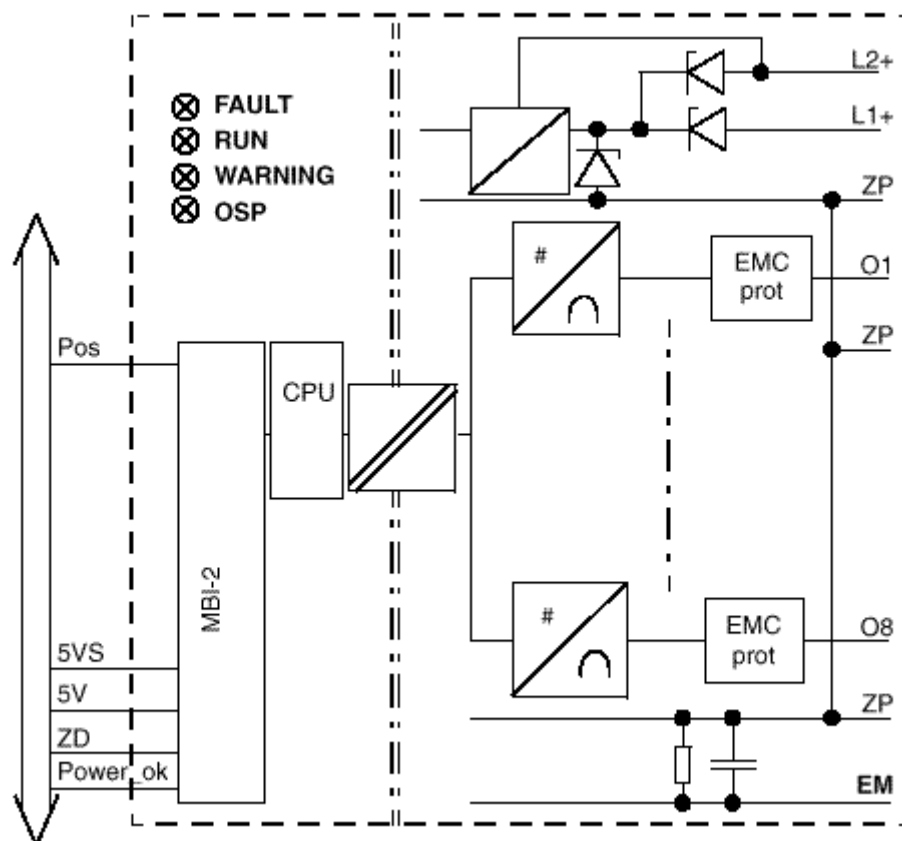 FAULT
RUN
WARNING
OSP
L2+
L1+
ZP
#
EMC
prot
O1
ZP
Pos
CPU
MBI-2
#
EMC
prot
O8
5VS
5V
ZD
Power_ok
ZP
EM